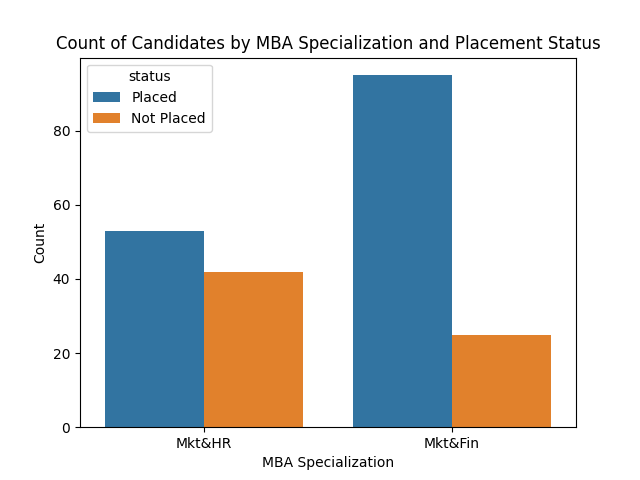 Count of Candidates by MBA Specialization and Placement Status
status
Placed
Not Placed
80
60
40
20
0
Count
Mkt&HR
Mkt&Fin
MBA Specialization